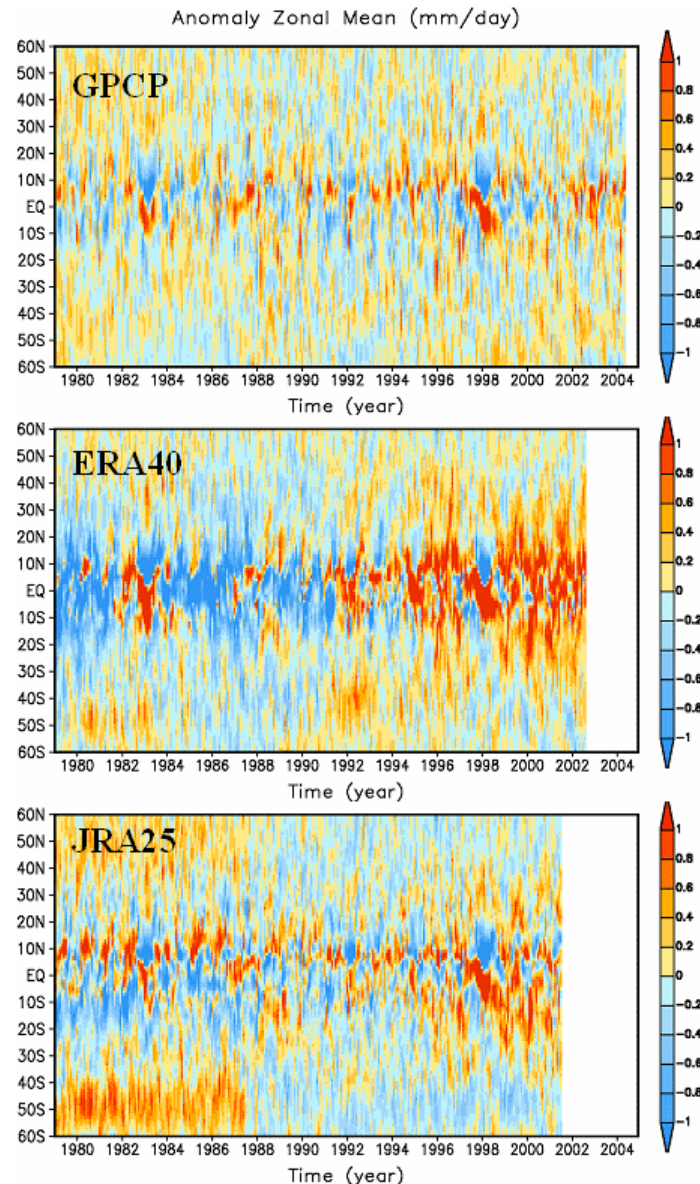 Anomaly Zonal Mean (mm/day)
GPCP
60N
50N
40N
30N
20N
10N
EQ
10S
20S
30S
40S
50S
60S
1980 1982 1984 1986 1988 1990 1992 1994 1996 1998 2000 2002 2004
Time (year)
1
0.8
0.6
0.4
0.2
0
-0.2
-0.4
-0.6
-0.8
-1
ERA40
60N
50N
40N
30N
20N
10N
EQ
10S
20S
30S
40S
50S
60S
1980 1982 1984 1986 1988 1990 1992 1994 1996 1998 2000 2002 2004
Time (year)
1
0.8
0.6
0.4
0.2
0
-0.2
-0.4
-0.6
-0.8
-1
JRA25
60N
50N
40N
30N
20N
10N
EQ
10S
20S
30S
40S
50S
60S
1980 1982 1984 1986 1988 1990 1992 1994 1996 1998 2000 2002 2004
Time (year)
1
0.8
0.6
0.4
0.2
0
-0.2
-0.4
-0.6
-0.8
-1